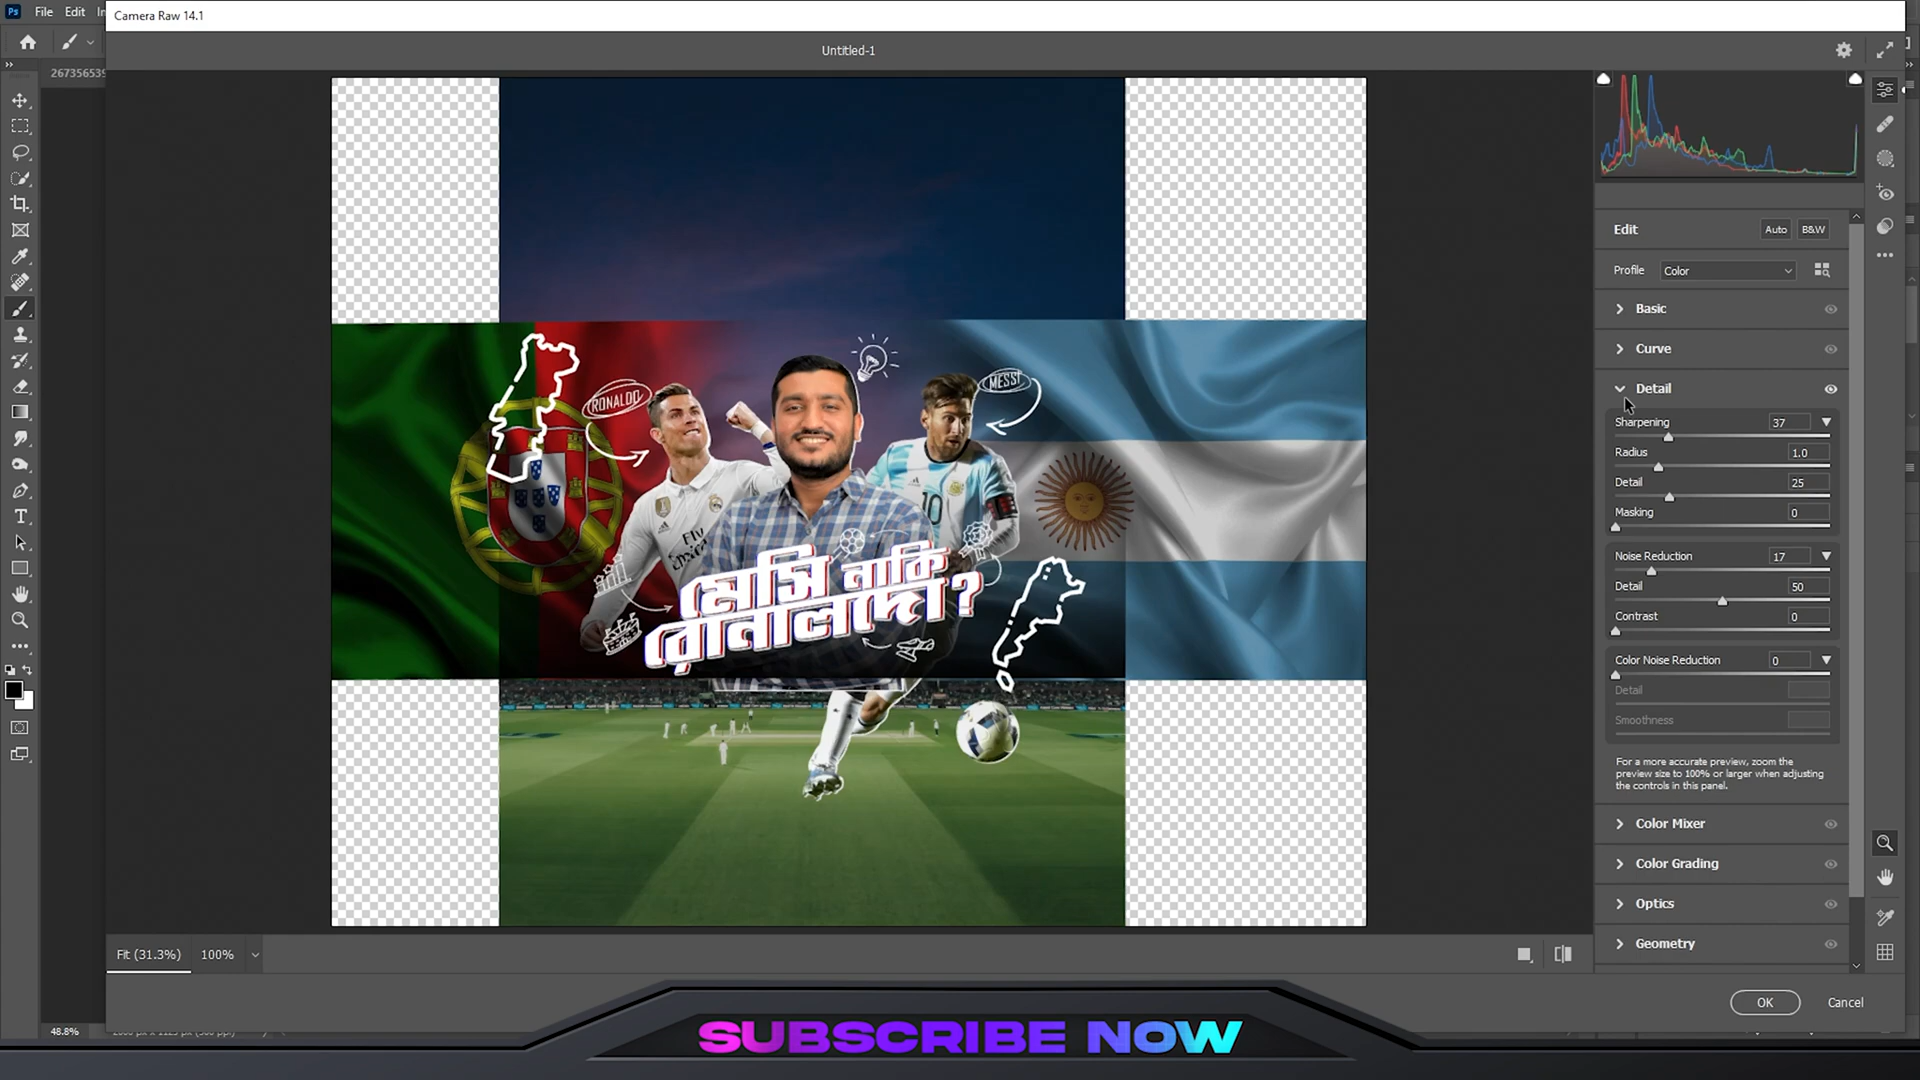 Ps File Edit
Camera Raw 14.1
Untitled-1
267356539
Edit Auto B&W
Profile Color
Basic
Curve
Detail
Sharpening 37
Radius 1.0
Detail 25
Masking 0
Noise Reduction 17
Detail 50
Contrast 0
Color Noise Reduction 0
Detail
Smoothness
For a more accurate preview, zoom the
preview size to 100% or larger when adjusting
the controls in this panel.
Color Mixer
Color Grading
Optics
Geometry
RONALDO
MESSI
Fly
10
মেসি নাকি
রোনালদো?
Fit (31.3%) 100%
OK Cancel
48.8%
SUBSCRIBE NOW